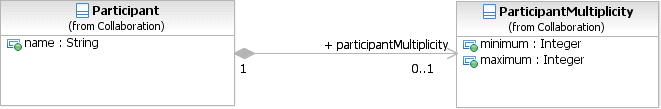 Participant
(from Collaboration)
name : String
+ participantMultiplicity
1
0..1
ParticipantMultiplicity
(from Collaboration)
minimum : Integer
maximum : Integer